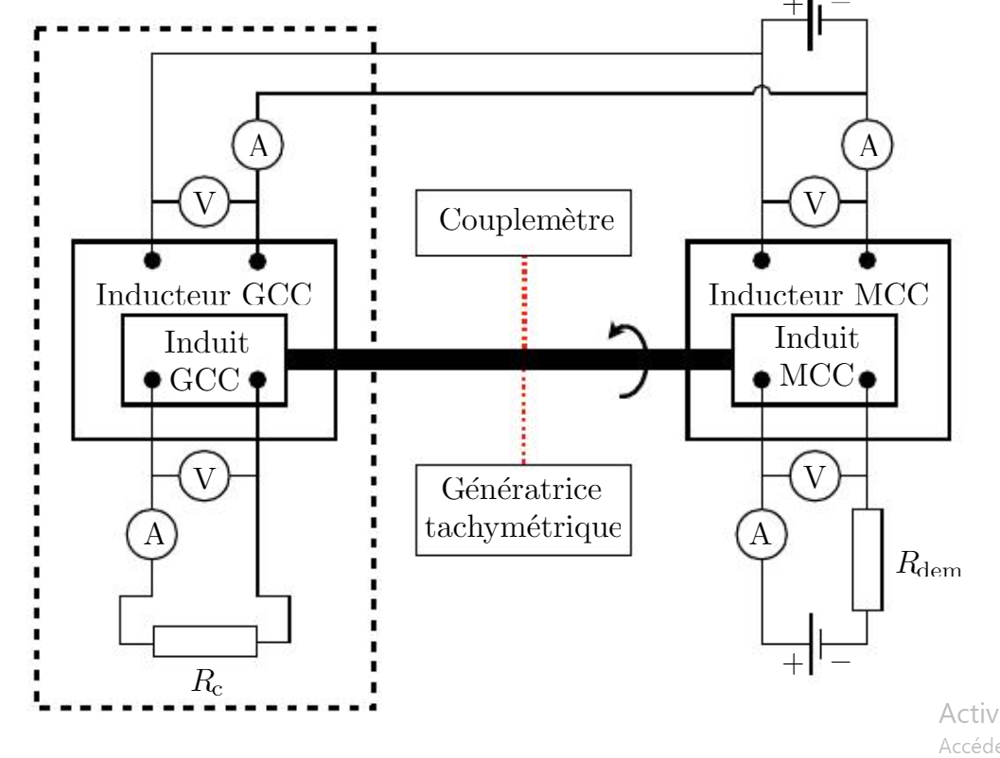 + −
A
A
V
V
Couplemètre
Inducteur GCC
Inducteur MCC
Induit
GCC
Induit
MCC
V
V
Génératrice
tachymétrique
A
A
R_dem
+ −
R_c
Activ
Accéde